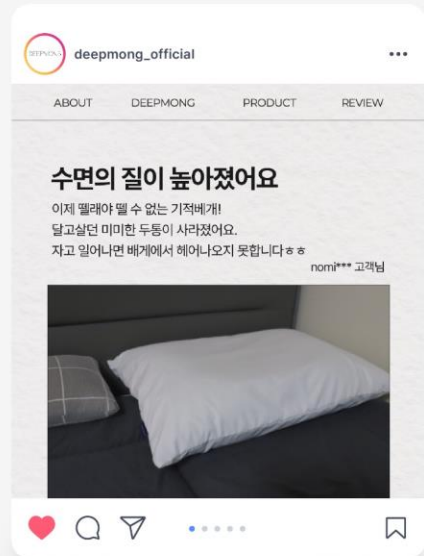 deepmong_official
ABOUT DEEPMONG PRODUCT REVIEW
수면의 질이 높아졌어요
이제 뗄래야 뗄 수 없는 기적베개!
달고살던 미미한 두통이 사라졌어요.
자고 일어나면 배게에서 헤어나오지 못합니다ㅎㅎ
nomi*** 고객님